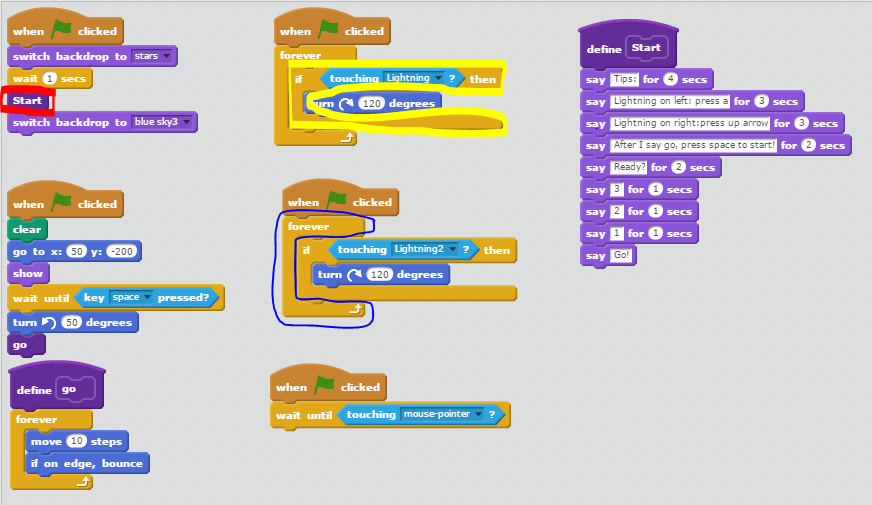 when clicked
switch backdrop to stars
wait 1 secs
Start
switch backdrop to blue sky3
when clicked
clear
go to x: 50 y: -200
show
wait until key space pressed?
turn 50 degrees
go
define go
forever
move 10 steps
if on edge, bounce
when clicked
forever
if touching Lightning ? then
turn 120 degrees
when clicked
forever
if touching Lightning2 ? then
turn 120 degrees
when clicked
wait until touching mouse-pointer ?
define Start
say Tips: for 4 secs
say Lightning on left: press a for 3 secs
say Lightning on right:press up arrow for 3 secs
say After I say go, press space to start! for 2 secs
say Ready? for 2 secs
say 3 for 1 secs
say 2 for 1 secs
say 1 for 1 secs
say Go!